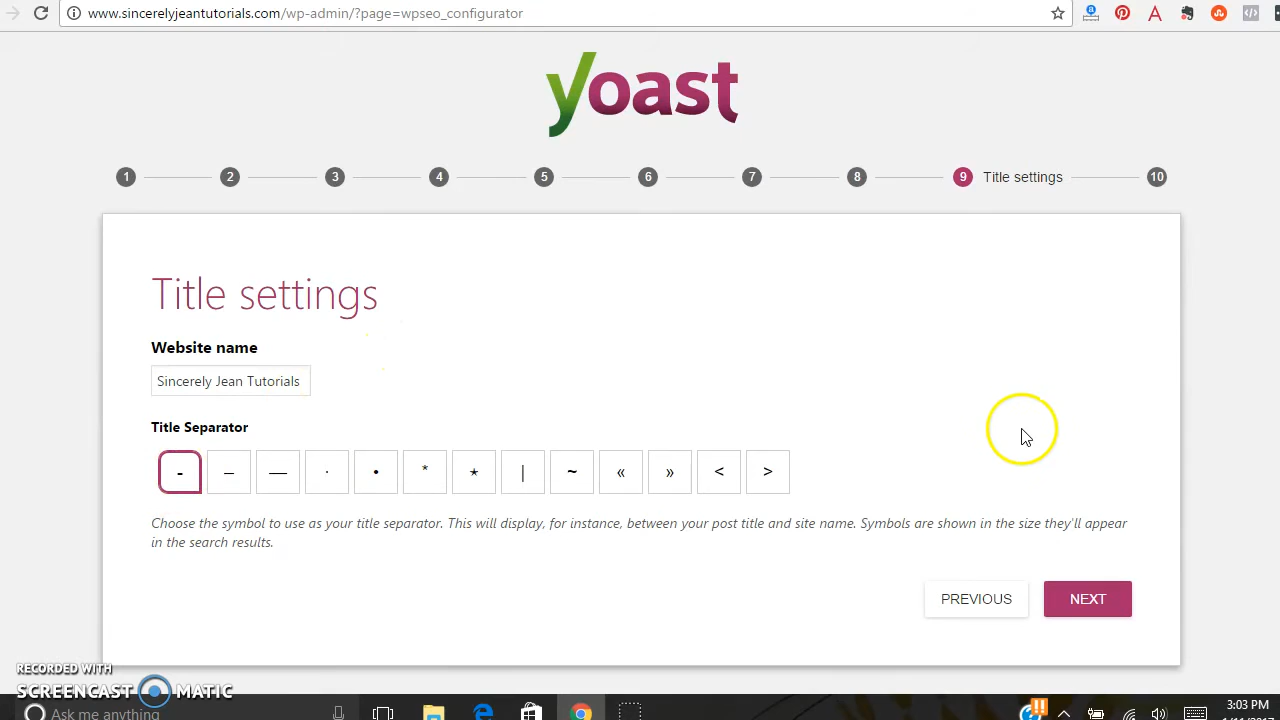 www.sincerelyjeantutorials.com/wp-admin/?page=wpseo_configurator
yoast
1 2 3 4 5 6 7 8 9 Title settings 10
Title settings
Website name
Sincerely Jean Tutorials
Title Separator
- – — · • * ⋆ | ~ « » < >
Choose the symbol to use as your title separator. This will display, for instance, between your post title and site name. Symbols are shown in the size they'll appear
in the search results.
PREVIOUS NEXT
RECORDED WITH
SCREENCAST MATIC
Ask me anything
3:03 PM